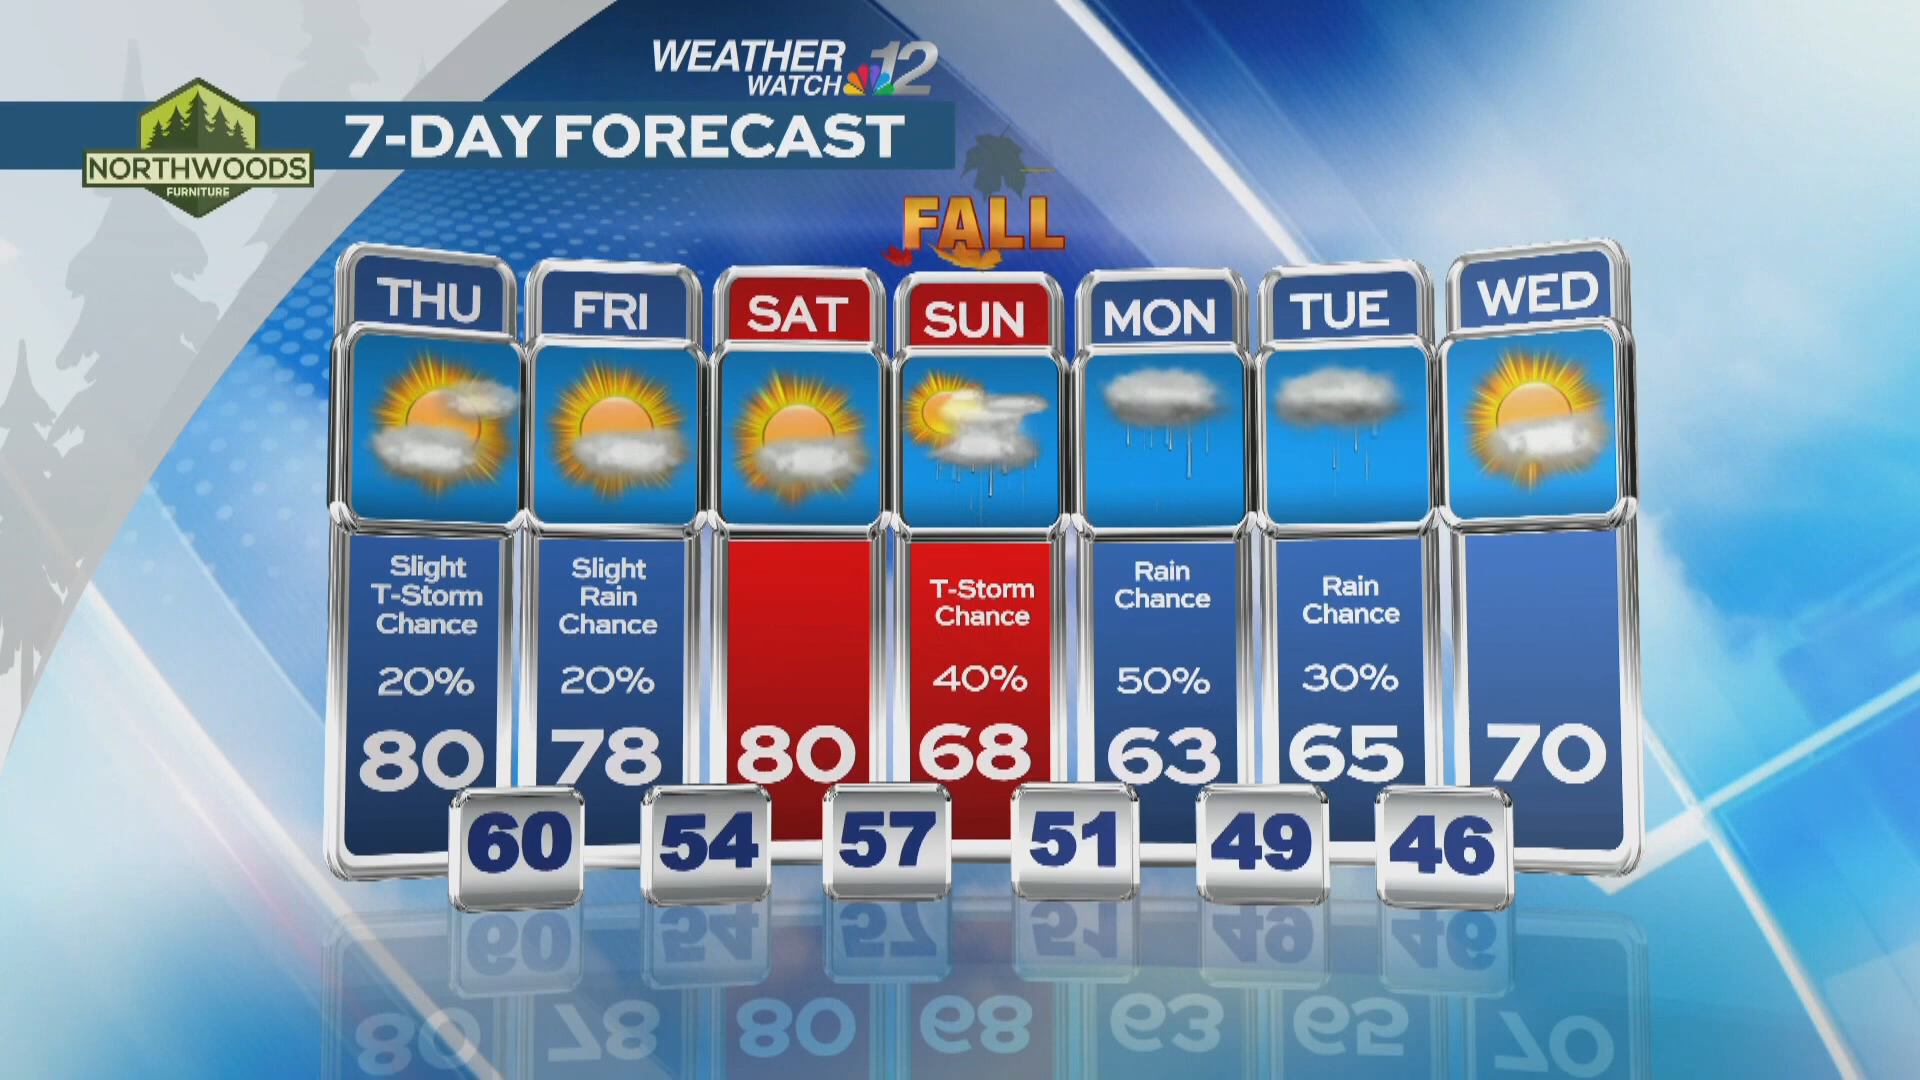 WEATHER
WATCH 12
7-DAY FORECAST
NORTHWOODS
FURNITURE
FALL
THU FRI SAT SUN MON TUE WED
Slight
T-Storm
Chance
20%
80
Slight
Rain
Chance
20%
78
80
T-Storm
Chance
40%
68
Rain
Chance
50%
63
Rain
Chance
30%
65
70
60 54 57 51 49 46